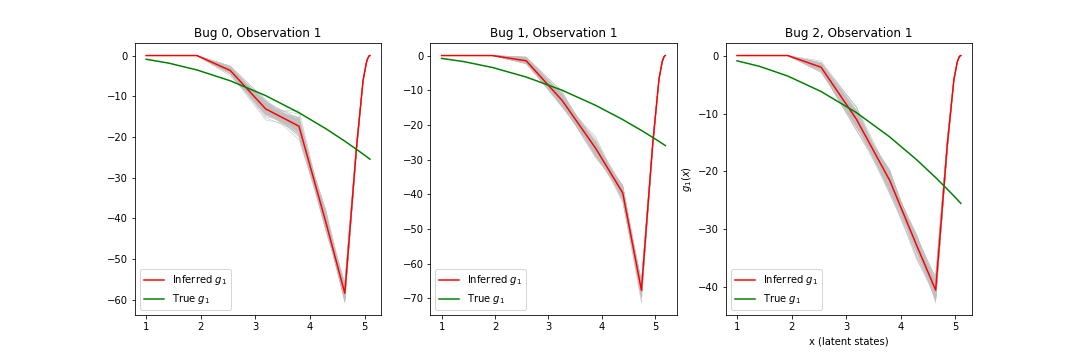 Bug 0, Observation 1
0
−10
−20
−30
−40
−50
−60
1 2 3 4 5
Inferred g₁
True g₁
Bug 1, Observation 1
0
−10
−20
−30
−40
−50
−60
−70
1 2 3 4 5
Inferred g₁
True g₁
Bug 2, Observation 1
g₁(x)
0
−10
−20
−30
−40
1 2 3 4 5
x (latent states)
Inferred g₁
True g₁